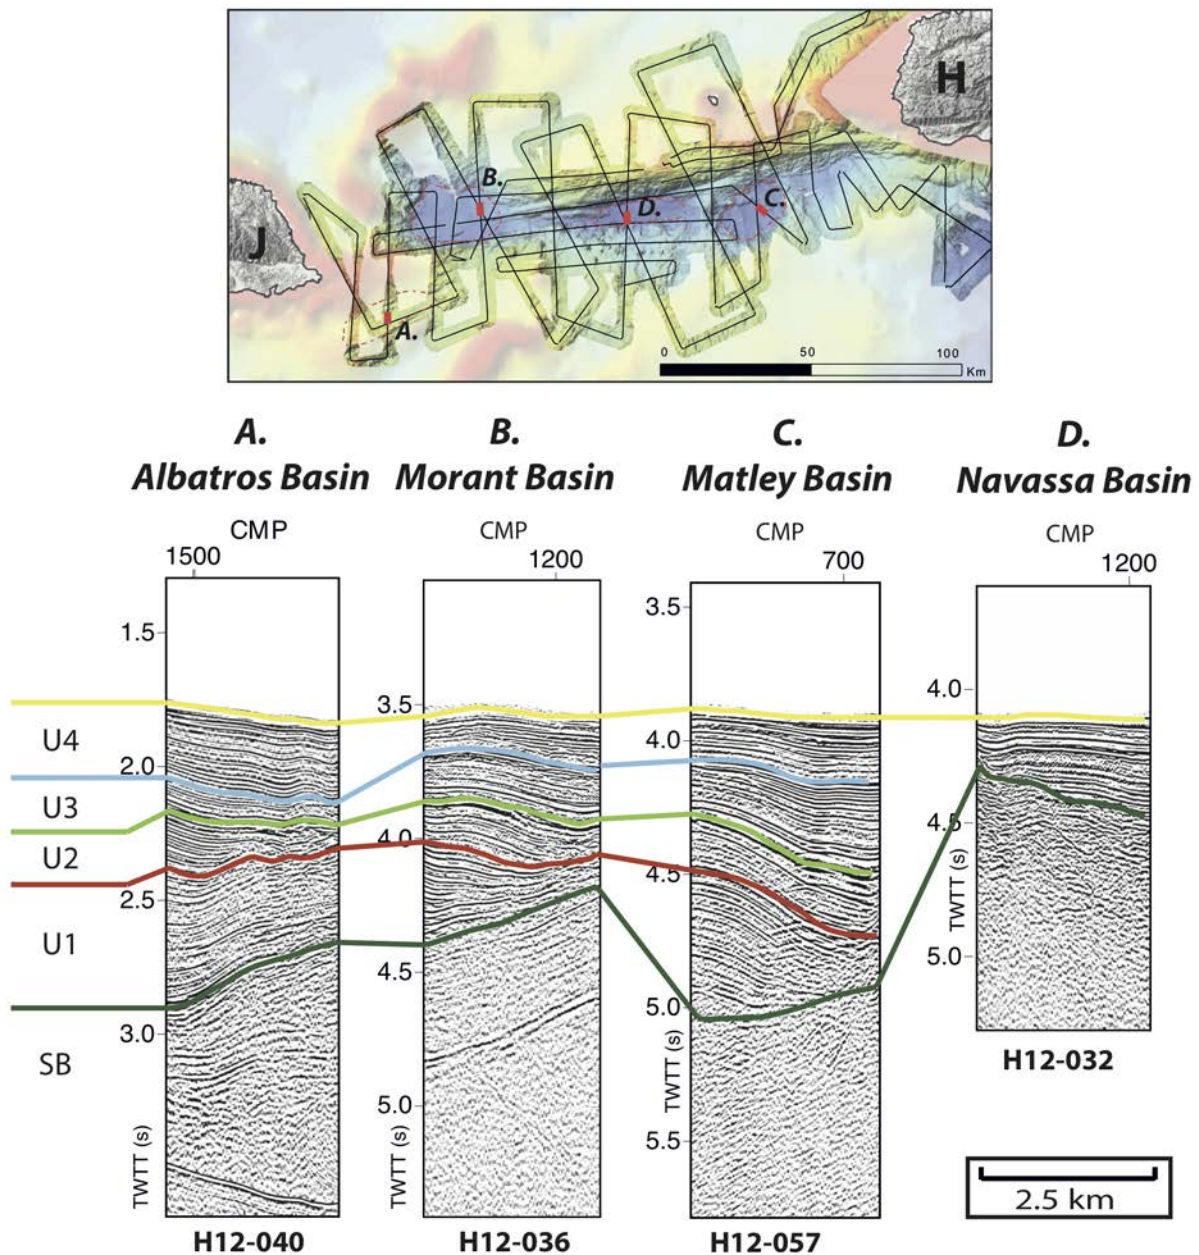 H
B.
D.
C.
J
A.
0 50 100
Km
A. B. C. D.
Albatros Basin Morant Basin Matley Basin Navassa Basin
CMP CMP CMP CMP
1500 1200 700 1200
1.5
2.0
2.5
3.0
TWTT (s)
3.5
4.0
4.5
5.0
TWTT (s)
3.5
4.0
4.5
5.0
5.5
TWTT (s)
4.0
4.5
5.0
TWTT (s)
U4
U3
U2
U1
SB
H12-040 H12-036 H12-057 H12-032
2.5 km